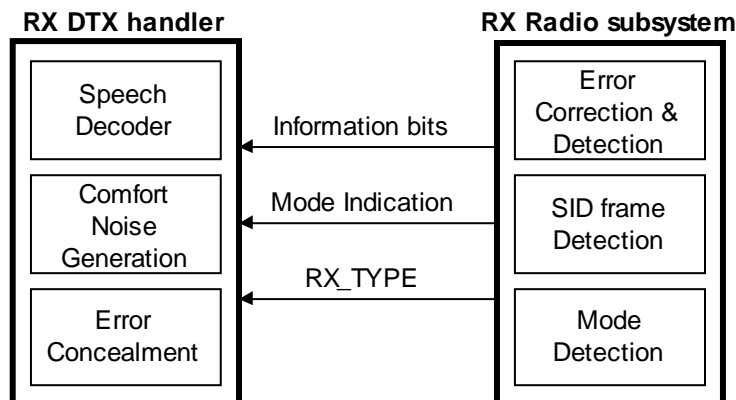 RX DTX handler
RX Radio subsystem
Speech
Decoder
Comfort
Noise
Generation
Error
Concealment
Information bits
Mode Indication
RX_TYPE
Error
Correction &
Detection
SID frame
Detection
Mode
Detection